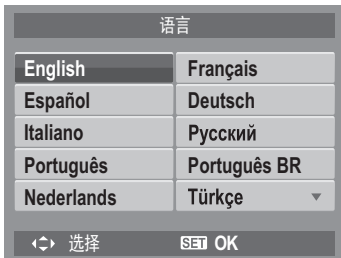 语言
English Français
Español Deutsch
Italiano Русский
Português Português BR
Nederlands Türkçe
选择 SET OK